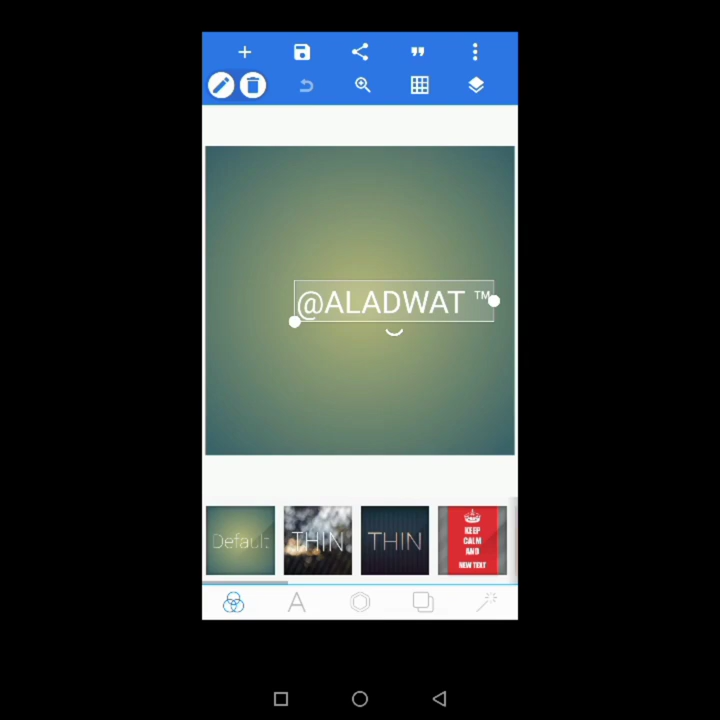 @ALADWAT ™
Default
THIN
THIN
KEEP
CALM
AND
NEW TEXT